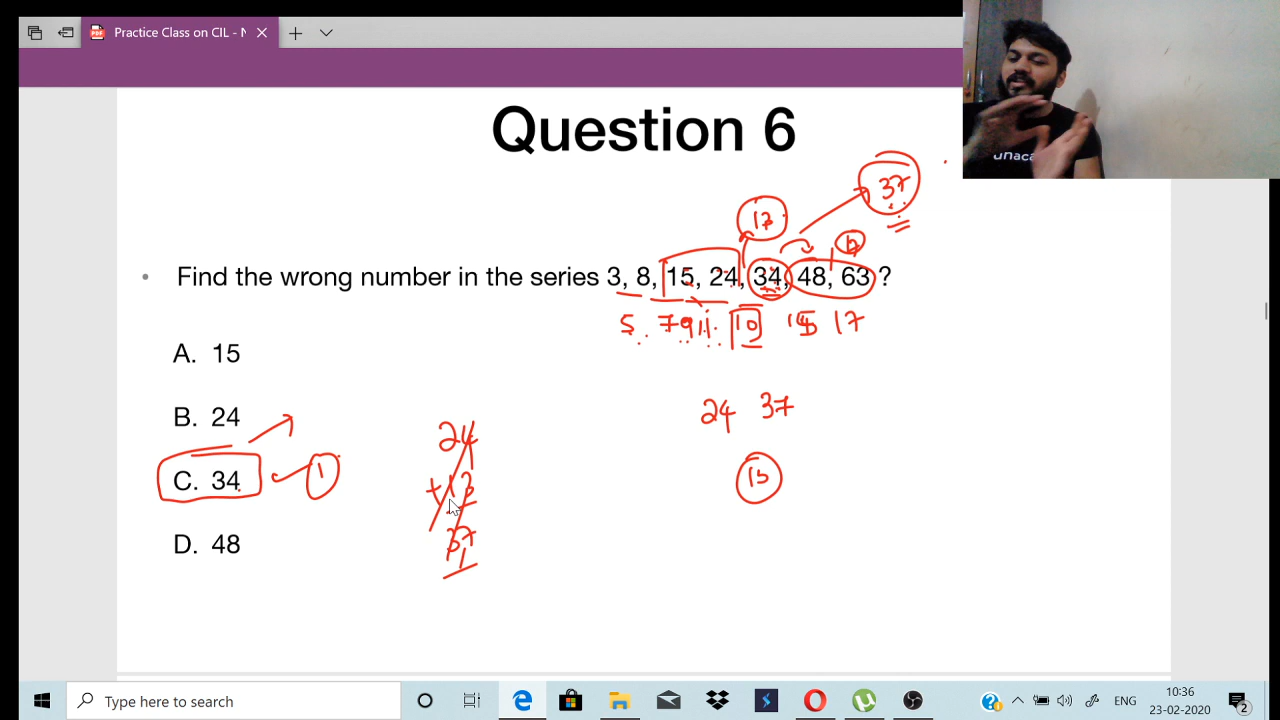 Practice Class on CIL - N
Question 6
37
17
Find the wrong number in the series 3, 8, 15, 24, 34, 48, 63 ?
5 7 9 11 10 15 17
A. 15
B. 24
C. 34
1
D. 48
24
+13
37
24 37
unaca
Type here to search
ENG
10:36
23-02-2020
2